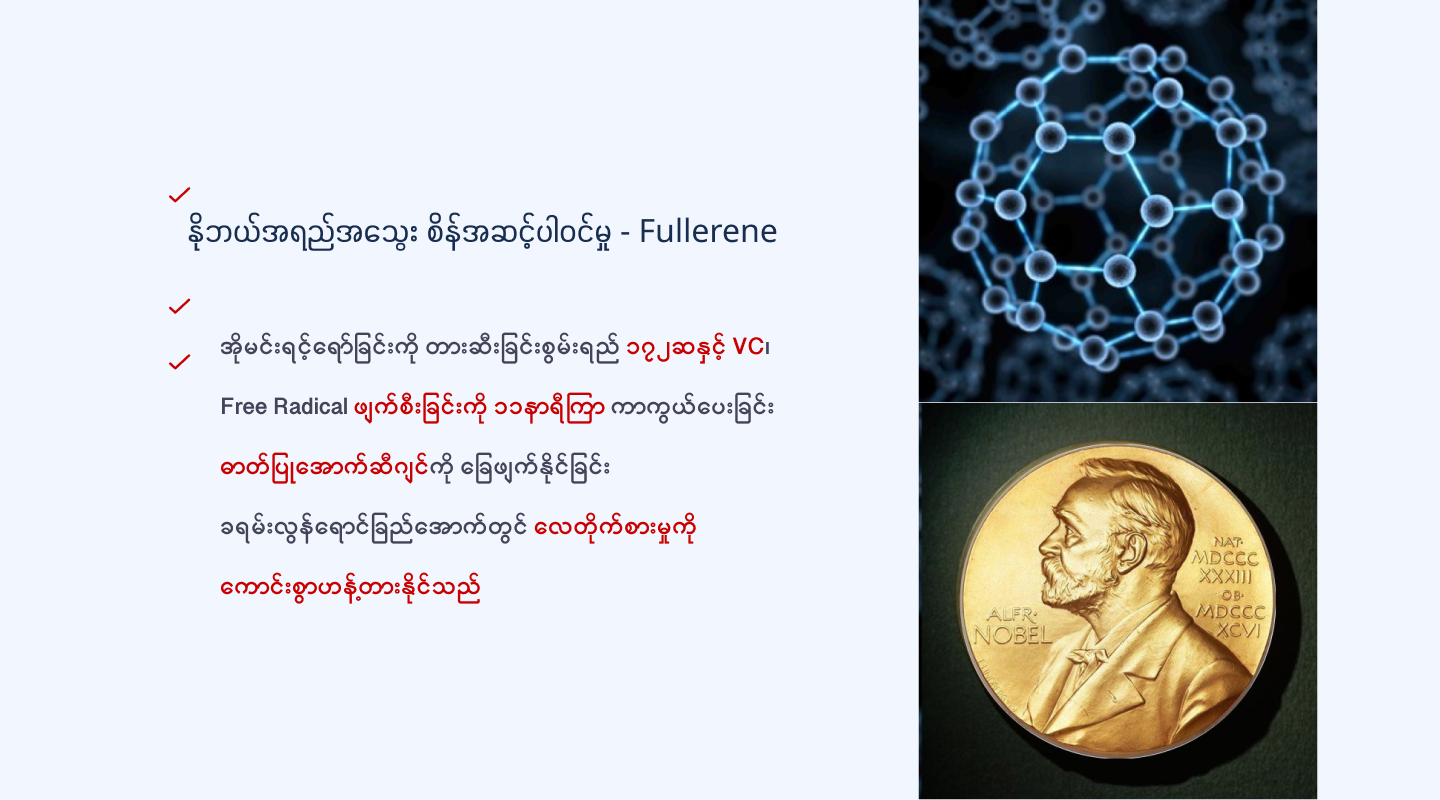 နိုဘယ်အရည်အသွေး စိန်အဆင့်ပါဝင်မှု - Fullerene
အိုမင်းရင့်ရော်ခြင်းကို တားဆီးခြင်းစွမ်းရည် ၁၇၂ဆနှင့် VC၊
Free Radical ဖျက်စီးခြင်းကို ၁၁နာရီကြာ ကာကွယ်ပေးခြင်း
ဓာတ်ပြုအောက်ဆီဂျင်ကို ခြေဖျက်နိုင်ခြင်း
ခရမ်းလွန်ရောင်ခြည်အောက်တွင် လေတိုက်စားမှုကို
ကောင်းစွာဟန့်တားနိုင်သည်
ALFR·
NOBEL
NAT·
MDCCC
XXXIII
OB·
MDCCC
XCVI